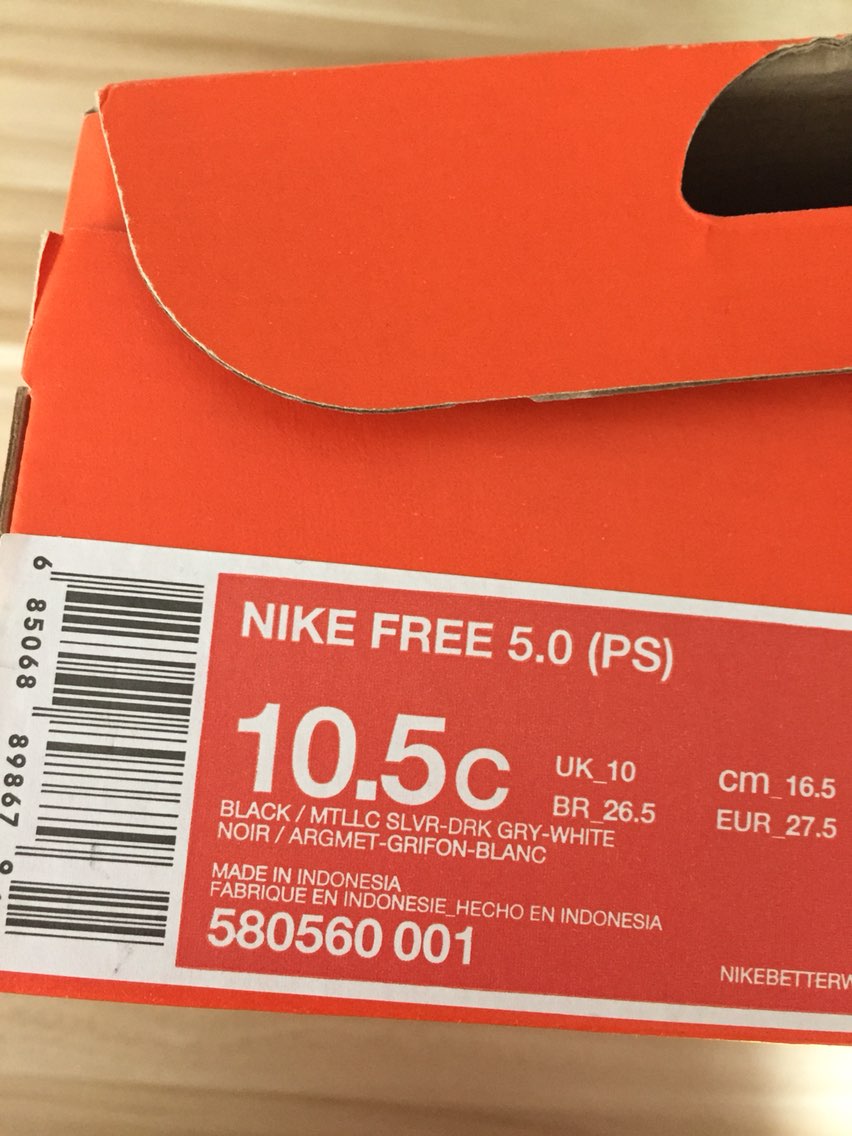 NIKE FREE 5.0 (PS)
10.5C
UK_10
cm_16.5
BR_26.5
EUR_27.5
BLACK / MTLLC SLVR-DRK GRY-WHITE
NOIR / ARGMET-GRIFON-BLANC
MADE IN INDONESIA
FABRIQUE EN INDONESIE_HECHO EN INDONESIA
580560 001
6 85068 89867